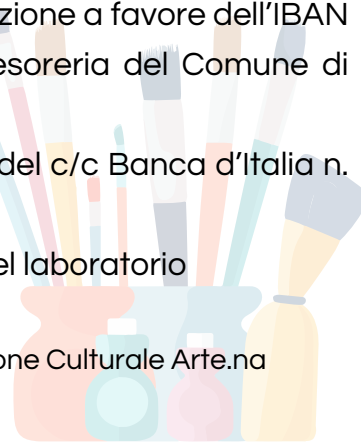 zione a favore dell’IBAN
esoreria del Comune di
del c/c Banca d’Italia n.
el laboratorio
one Culturale Arte.na